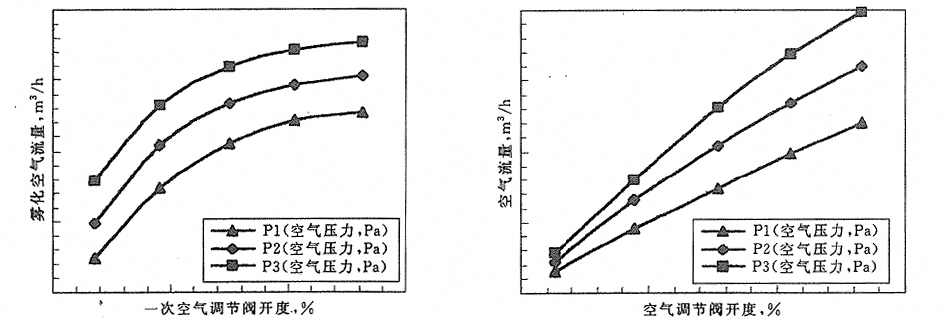 雾化空气流量,m³/h
P1(空气压力,Pa)
P2(空气压力,Pa)
P3(空气压力,Pa)
一次空气调节阀开度,%
空气流量,m³/h
P1(空气压力,Pa)
P2(空气压力,Pa)
P3(空气压力,Pa)
空气调节阀开度,%